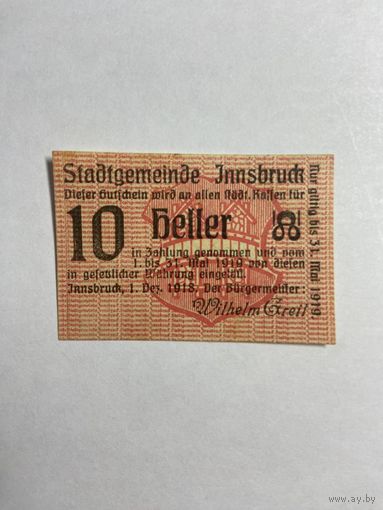 Stadtgemeinde Innsbruck
Dieser Gutschein wird an allen städt. Kassen für
10 Heller
in Zahlung genommen und vom
1. bis 31. Mai 1919 von diesen
in gesetzlicher Währung eingelöst.
Innsbruck, 1. Dez. 1918. Der Bürgermeister:
Wilhelm Greil
Nur gültig bis 31. Mai 1919
www.ay.by